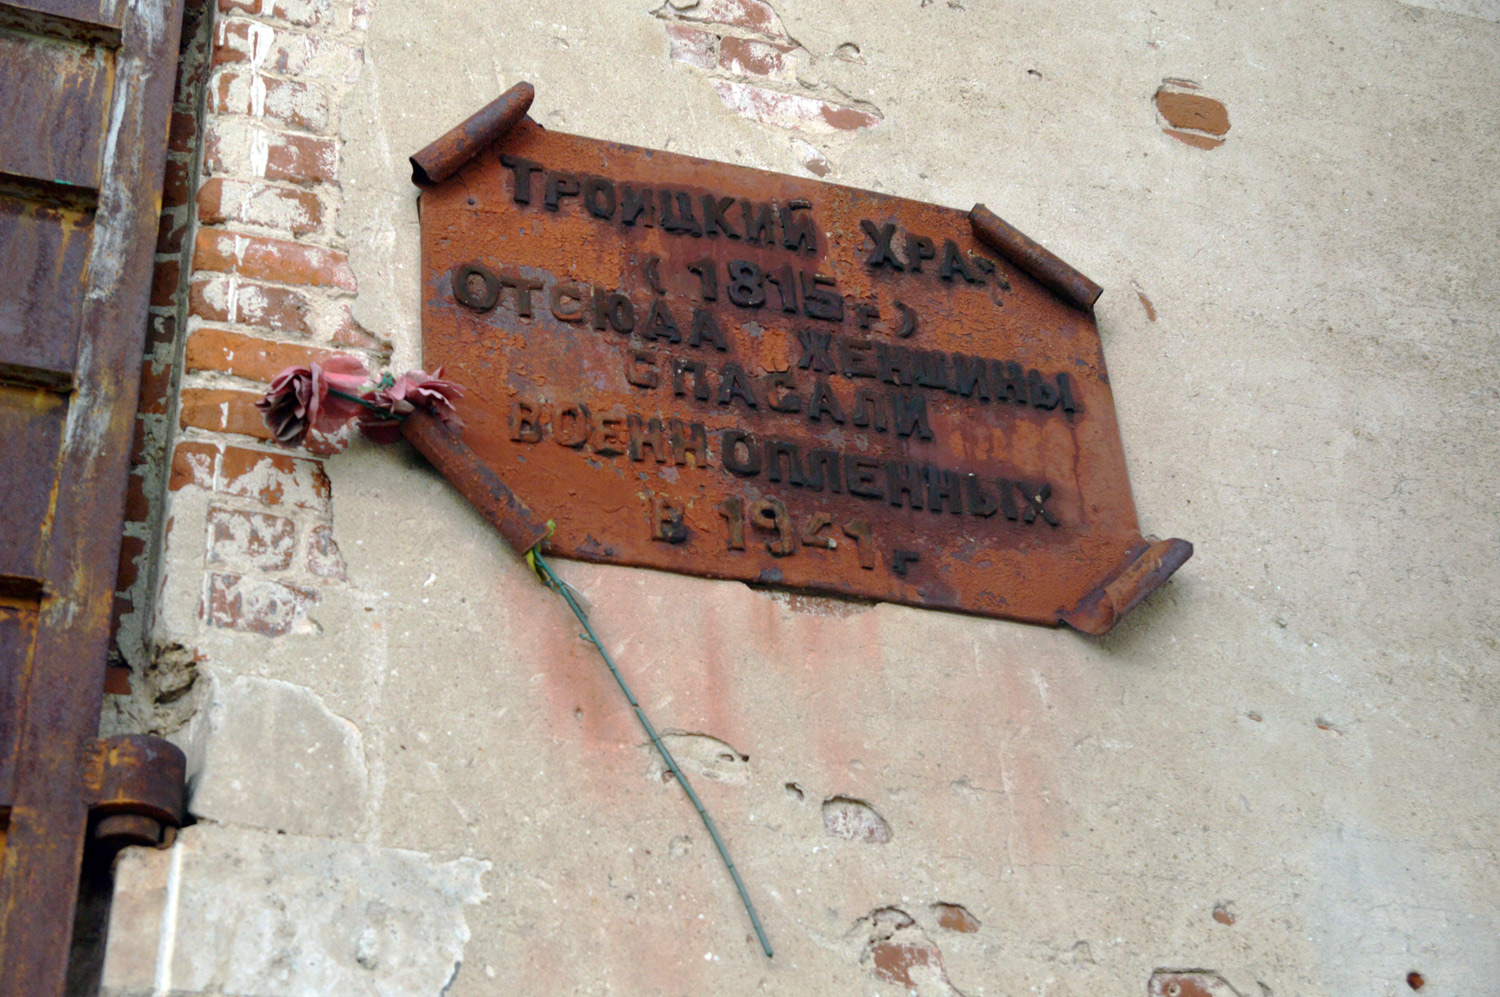 ТРОИЦКИЙ ХРАМ
(1815 г.)
ОТСЮДА ЖЕНЩИНЫ
СПАСАЛИ
ВОЕННОПЛЕННЫХ
В 1941 г